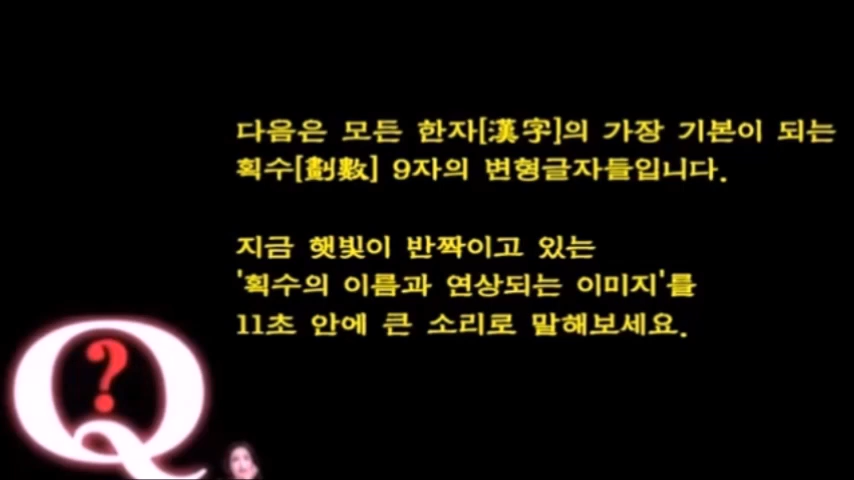 다음은 모든 한자[漢字]의 가장 기본이 되는
획수[劃數] 9자의 변형글자들입니다.
지금 햇빛이 반짝이고 있는
'획수의 이름과 연상되는 이미지'를
11초 안에 큰 소리로 말해보세요.
Q?